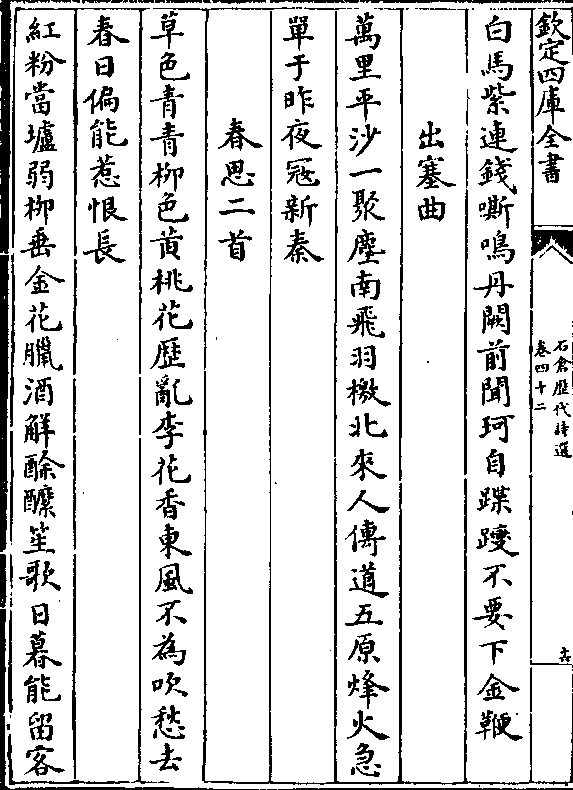 欽定四庫全書
石倉歷代詩選
卷四十二
白馬紫連錢嘶鳴丹闕前聞珂自蹀躞不要下金鞭
出塞曲
萬里平沙一聚塵南飛羽檄北來人傳道五原烽火急
單于昨夜冦新秦
春思二首
草色青青柳色黄桃花歷亂李花香東風不為吹愁去
春日偏能惹恨長
紅粉當壚弱柳垂金花臘酒解酴醿笙歌日暮能留客